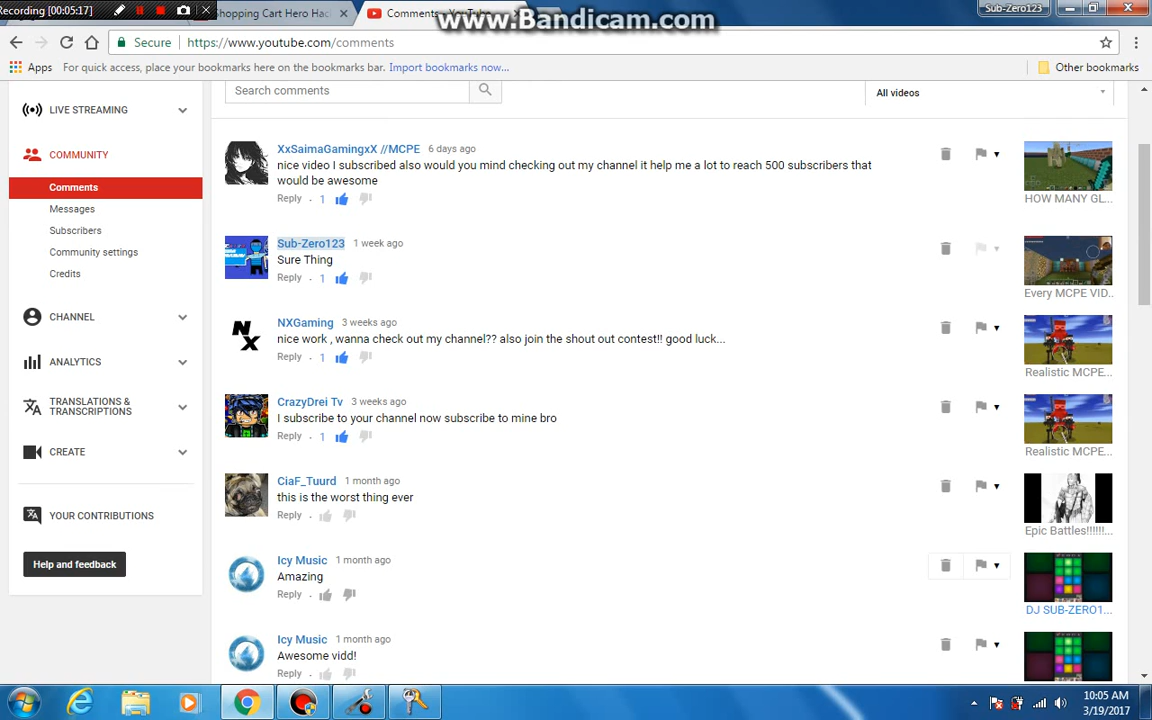 Recording [00:05:17]
Shopping Cart Hero Hac
Comments - YouTube
www.Bandicam.com
Sub-Zero123
Secure
https://www.youtube.com/comments
Apps
For quick access, place your bookmarks here on the bookmarks bar. Import bookmarks now...
Other bookmarks
LIVE STREAMING
COMMUNITY
Comments
Messages
Subscribers
Community settings
Credits
CHANNEL
ANALYTICS
TRANSLATIONS &
TRANSCRIPTIONS
CREATE
YOUR CONTRIBUTIONS
Help and feedback
Search comments
All videos
XxSaimaGamingxX //MCPE 6 days ago
nice video I subscribed also would you mind checking out my channel it help me a lot to reach 500 subscribers that
would be awesome
Reply . 1
HOW MANY GL...
Sub-Zero123 1 week ago
Sure Thing
Reply . 1
Every MCPE VID..
NX
NXGaming 3 weeks ago
nice work , wanna check out my channel?? also join the shout out contest!! good luck...
Reply . 1
Realistic MCPE...
CrazyDrei Tv 3 weeks ago
I subscribe to your channel now subscribe to mine bro
Reply . 1
Realistic MCPE...
CiaF_Tuurd 1 month ago
this is the worst thing ever
Reply .
Epic Battles!!!!!!...
Icy Music 1 month ago
Amazing
Reply .
DJ SUB-ZERO1...
Icy Music 1 month ago
Awesome vidd!
Reply .
10:05 AM
3/19/2017